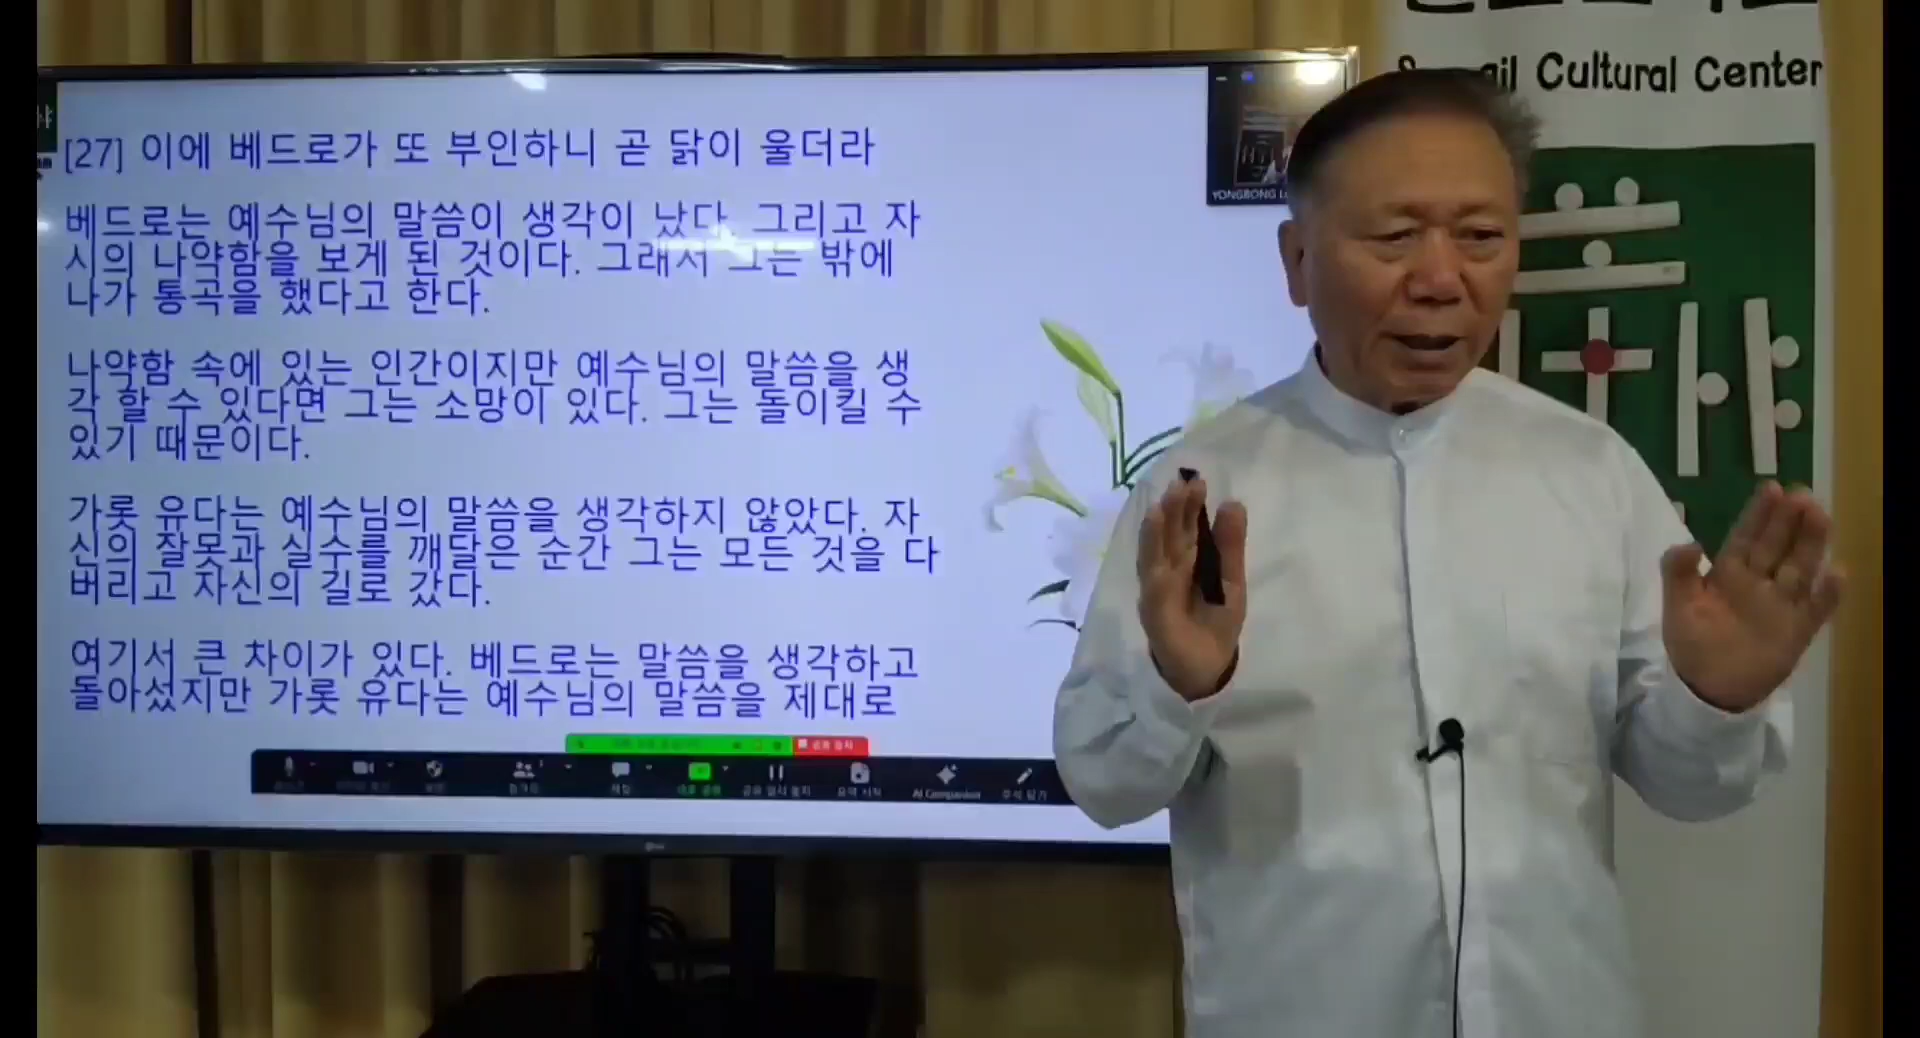 Cultural Center
[27] 이에 베드로가 또 부인하니 곧 닭이 울더라
베드로는 예수님의 말씀이 생각이 났다. 그리고 자
신의 나약함을 보게 된 것이다. 그래서 그는 밖에
나가 통곡을 했다고 한다.
나약함 속에 있는 인간이지만 예수님의 말씀을 생
각 할 수 있다면 그는 소망이 있다. 그는 돌이킬 수
있기 때문이다.
가롯 유다는 예수님의 말씀을 생각하지 않았다. 자
신의 잘못과 실수를 깨달은 순간 그는 모든 것을 다
버리고 자신의 길로 갔다.
여기서 큰 차이가 있다. 베드로는 말씀을 생각하고
돌아섰지만 가롯 유다는 예수님의 말씀을 제대로
YONGBONG
AI Companion